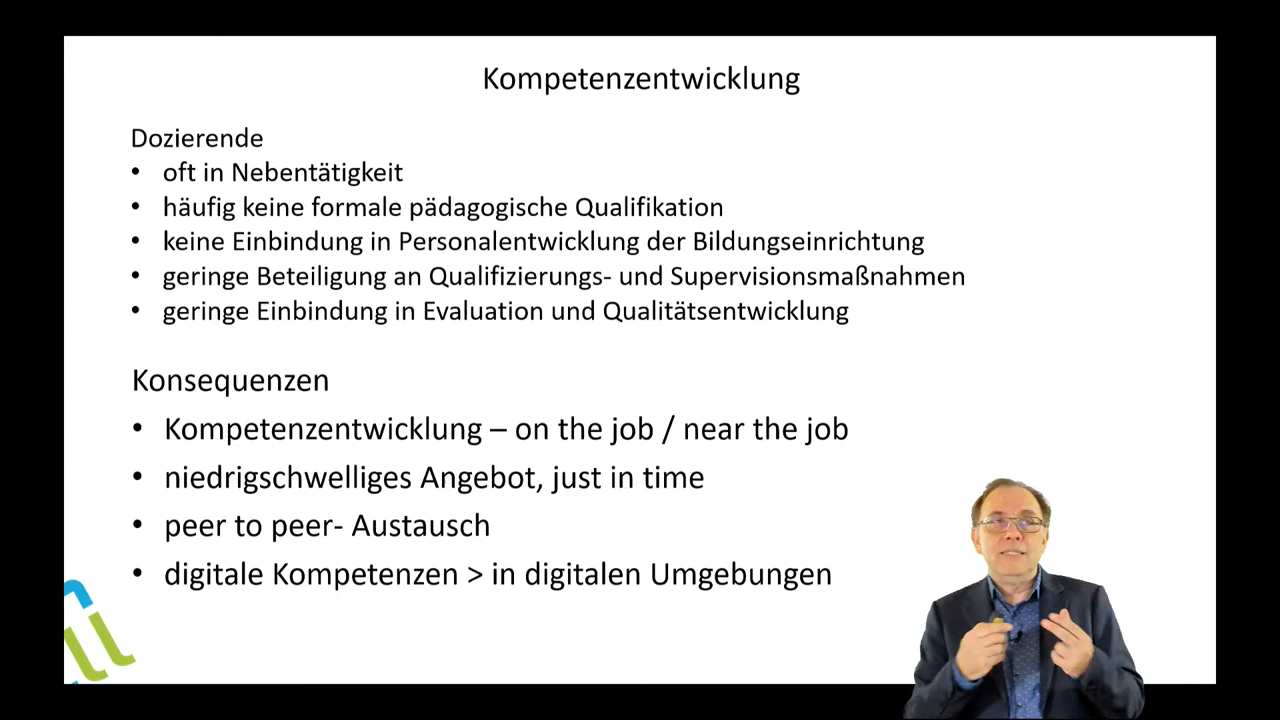 Kompetenzentwicklung
Dozierende
• oft in Nebentätigkeit
• häufig keine formale pädagogische Qualifikation
• keine Einbindung in Personalentwicklung der Bildungseinrichtung
• geringe Beteiligung an Qualifizierungs- und Supervisionsmaßnahmen
• geringe Einbindung in Evaluation und Qualitätsentwicklung
Konsequenzen
• Kompetenzentwicklung – on the job / near the job
• niedrigschwelliges Angebot, just in time
• peer to peer- Austausch
• digitale Kompetenzen > in digitalen Umgebungen